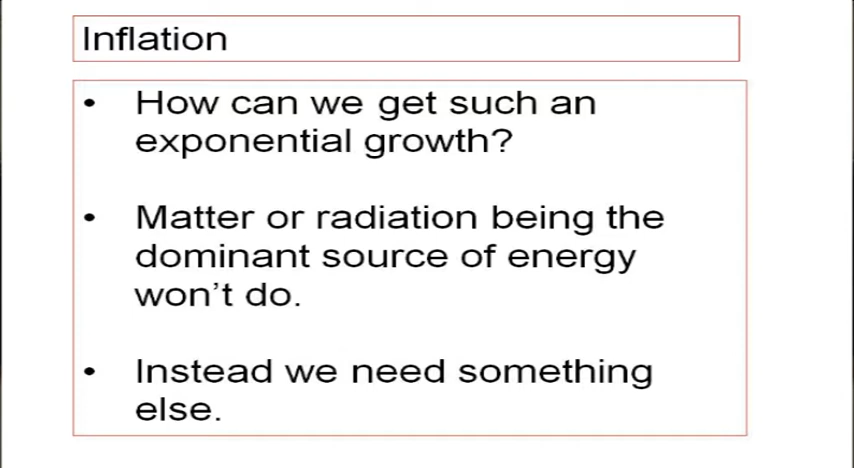 Inflation
• How can we get such an
exponential growth?
• Matter or radiation being the
dominant source of energy
won't do.
• Instead we need something
else.